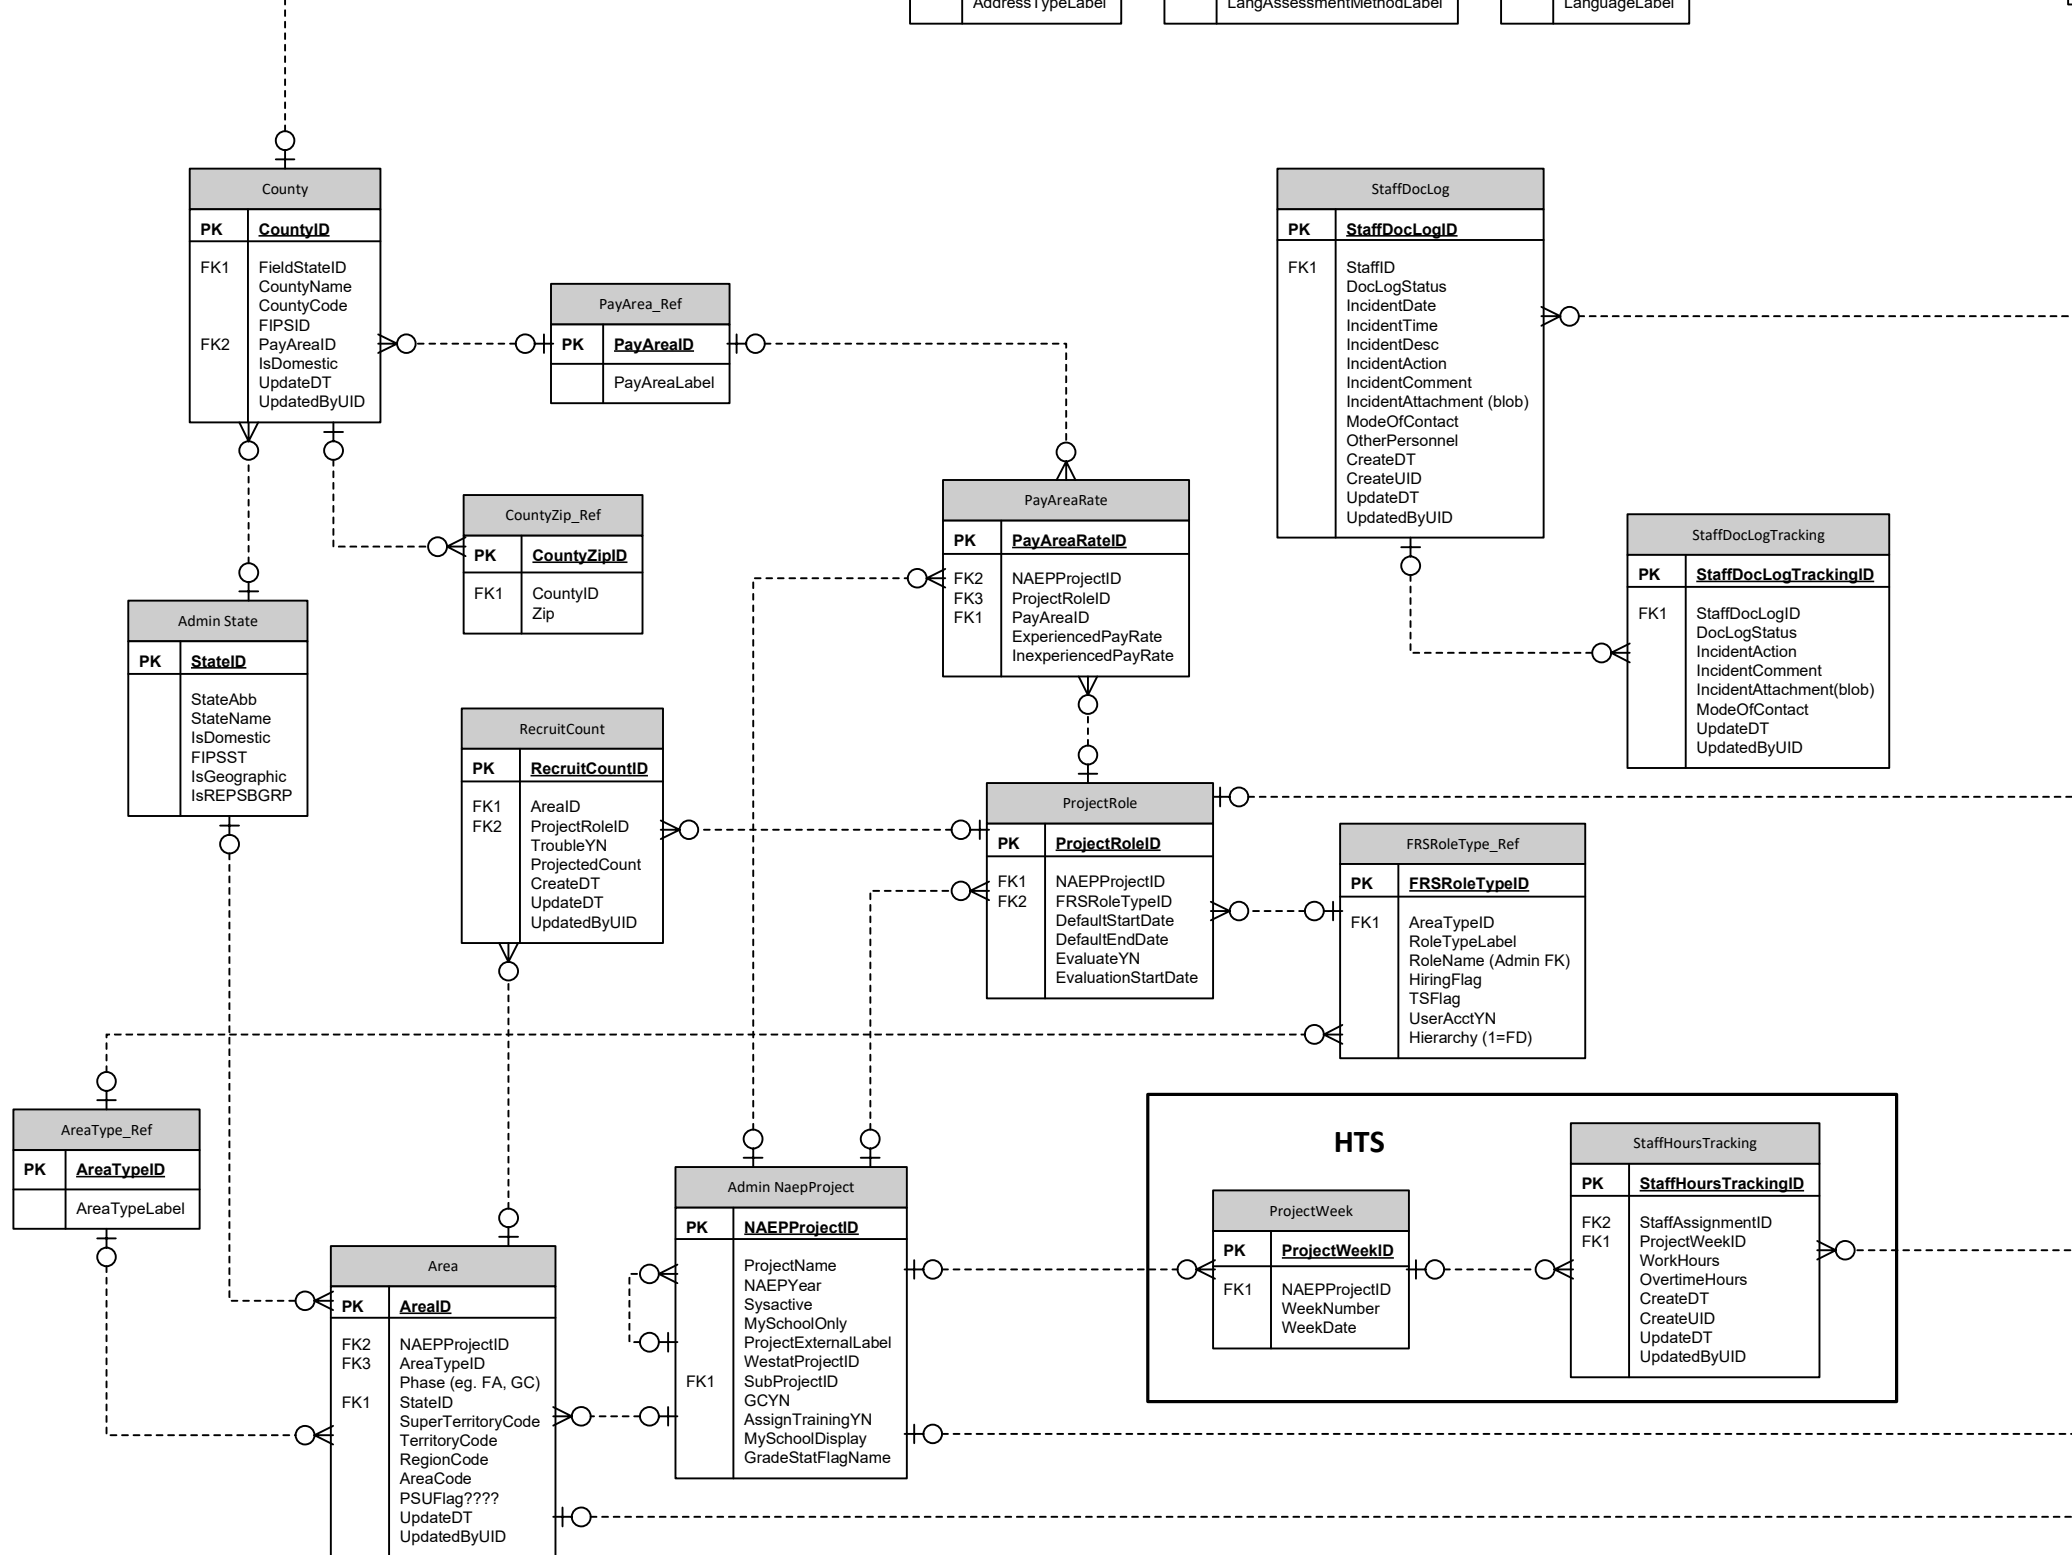 AddressTypeLabel
LangAssessmentMethodLabel
LanguageLabel
County
PK CountyID
FK1 FieldStateID
CountyName
CountyCode
FIPSID
FK2 PayAreaID
IsDomestic
UpdateDT
UpdatedByUID
PayArea_Ref
PK PayAreaID
PayAreaLabel
StaffDocLog
PK StaffDocLogID
FK1 StaffID
DocLogStatus
IncidentDate
IncidentTime
IncidentDesc
IncidentAction
IncidentComment
IncidentAttachment (blob)
ModeOfContact
OtherPersonnel
CreateDT
CreateUID
UpdateDT
UpdatedByUID
CountyZip_Ref
PK CountyZipID
FK1 CountyID
Zip
PayAreaRate
PK PayAreaRateID
FK2 NAEPProjectID
FK3 ProjectRoleID
FK1 PayAreaID
ExperiencedPayRate
InexperiencedPayRate
StaffDocLogTracking
PK StaffDocLogTrackingID
FK1 StaffDocLogID
DocLogStatus
IncidentAction
IncidentComment
IncidentAttachment(blob)
ModeOfContact
UpdateDT
UpdatedByUID
Admin State
PK StateID
StateAbb
StateName
IsDomestic
FIPSST
IsGeographic
IsREPSBGRP
RecruitCount
PK RecruitCountID
FK1 AreaID
FK2 ProjectRoleID
TroubleYN
ProjectedCount
CreateDT
UpdateDT
UpdatedByUID
ProjectRole
PK ProjectRoleID
FK1 NAEPProjectID
FK2 FRSRoleTypeID
DefaultStartDate
DefaultEndDate
EvaluateYN
EvaluationStartDate
FRSRoleType_Ref
PK FRSRoleTypeID
FK1 AreaTypeID
RoleTypeLabel
RoleName (Admin FK)
HiringFlag
TSFlag
UserAcctYN
Hierarchy (1=FD)
AreaType_Ref
PK AreaTypeID
AreaTypeLabel
Area
PK AreaID
FK2 NAEPProjectID
FK3 AreaTypeID
Phase (eg. FA, GC)
FK1 StateID
SuperTerritoryCode
TerritoryCode
RegionCode
AreaCode
PSUFlag????
UpdateDT
UpdatedByUID
Admin NaepProject
PK NAEPProjectID
ProjectName
NAEPYear
Sysactive
MySchoolOnly
ProjectExternalLabel
WestatProjectID
FK1 SubProjectID
GCYN
AssignTrainingYN
MySchoolDisplay
GradeStatFlagName
HTS
ProjectWeek
PK ProjectWeekID
FK1 NAEPProjectID
WeekNumber
WeekDate
StaffHoursTracking
PK StaffHoursTrackingID
FK2 StaffAssignmentID
FK1 ProjectWeekID
WorkHours
OvertimeHours
CreateDT
CreateUID
UpdateDT
UpdatedByUID